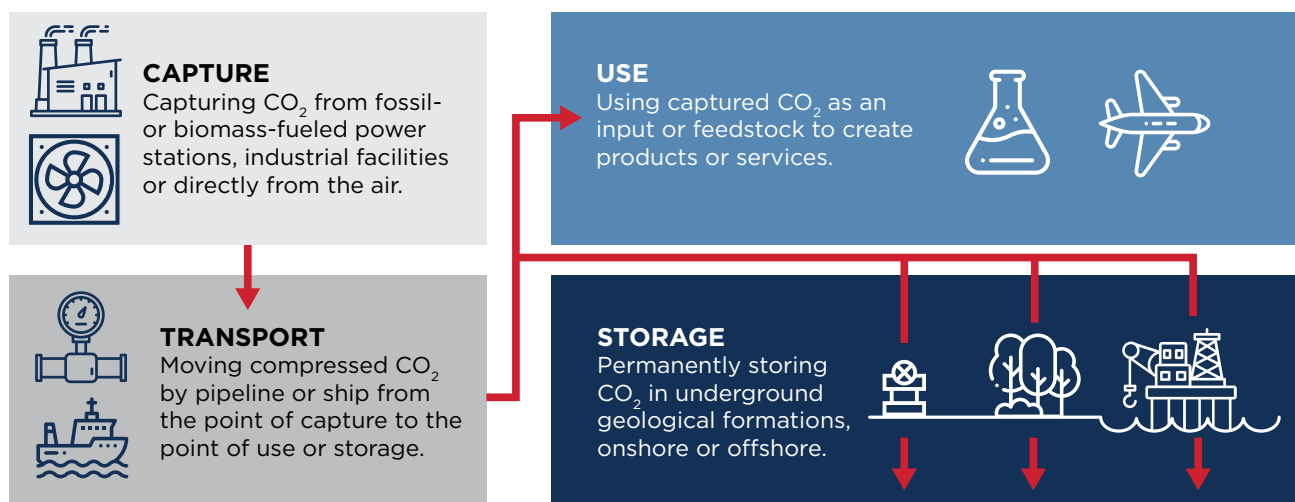 CAPTURE
Capturing CO₂ from fossil-
or biomass-fueled power
stations, industrial facilities
or directly from the air.
TRANSPORT
Moving compressed CO₂
by pipeline or ship from
the point of capture to the
point of use or storage.
USE
Using captured CO₂ as an
input or feedstock to create
products or services.
STORAGE
Permanently storing
CO₂ in underground
geological formations,
onshore or offshore.